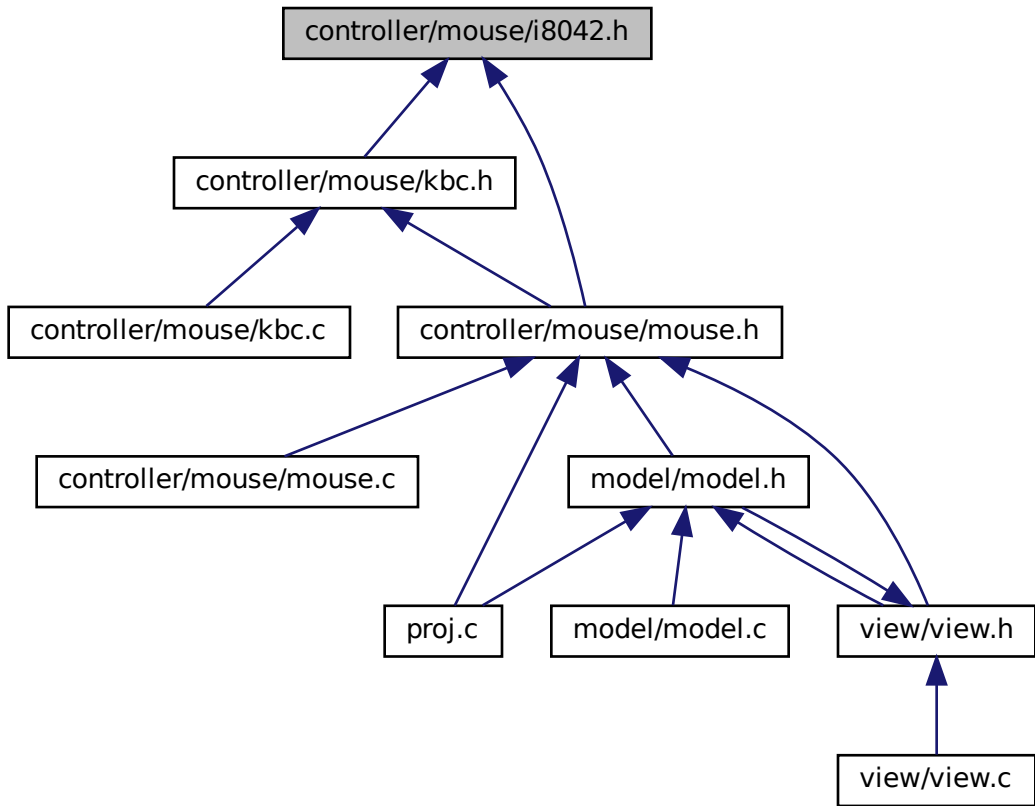 controller/mouse/i8042.h
controller/mouse/kbc.h
controller/mouse/kbc.c
controller/mouse/mouse.h
controller/mouse/mouse.c
model/model.h
proj.c
model/model.c
view/view.h
view/view.c